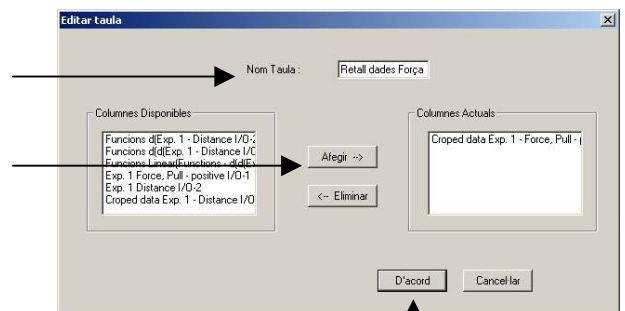 Editar taula
Nom Taula :
Retall dades Força
Columnes Disponibles
Funcions d(Exp. 1 - Distance I/O-2
Funcions d(d(Exp. 1 - Distance I/O
Funcions Linear(Functions - d(d(Ex
Exp. 1 Force, Pull - positive I/O-1
Exp. 1 Distance I/O-2
Croped data Exp. 1 - Distance I/O
Afegir -->
<-- Eliminar
Columnes Actuals
Croped data Exp. 1 - Force, Pull -
D'acord
Cancel·lar